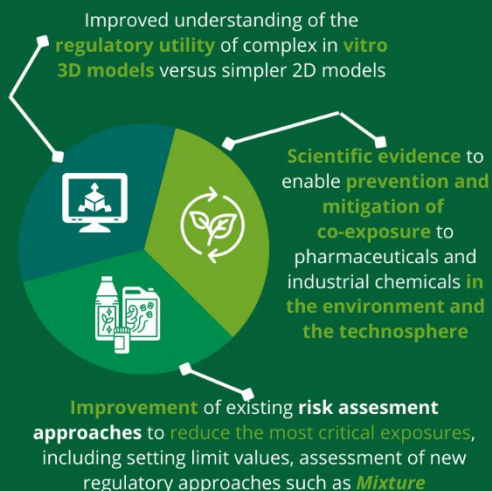 Improved understanding of the
regulatory utility of complex in vitro
3D models versus simpler 2D models
Scientific evidence to
enable prevention and
mitigation of
co-exposure to
pharmaceuticals and
industrial chemicals in
the environment and
the technosphere
Improvement of existing risk assesment
approaches to reduce the most critical exposures,
including setting limit values, assessment of new
regulatory approaches such as Mixture